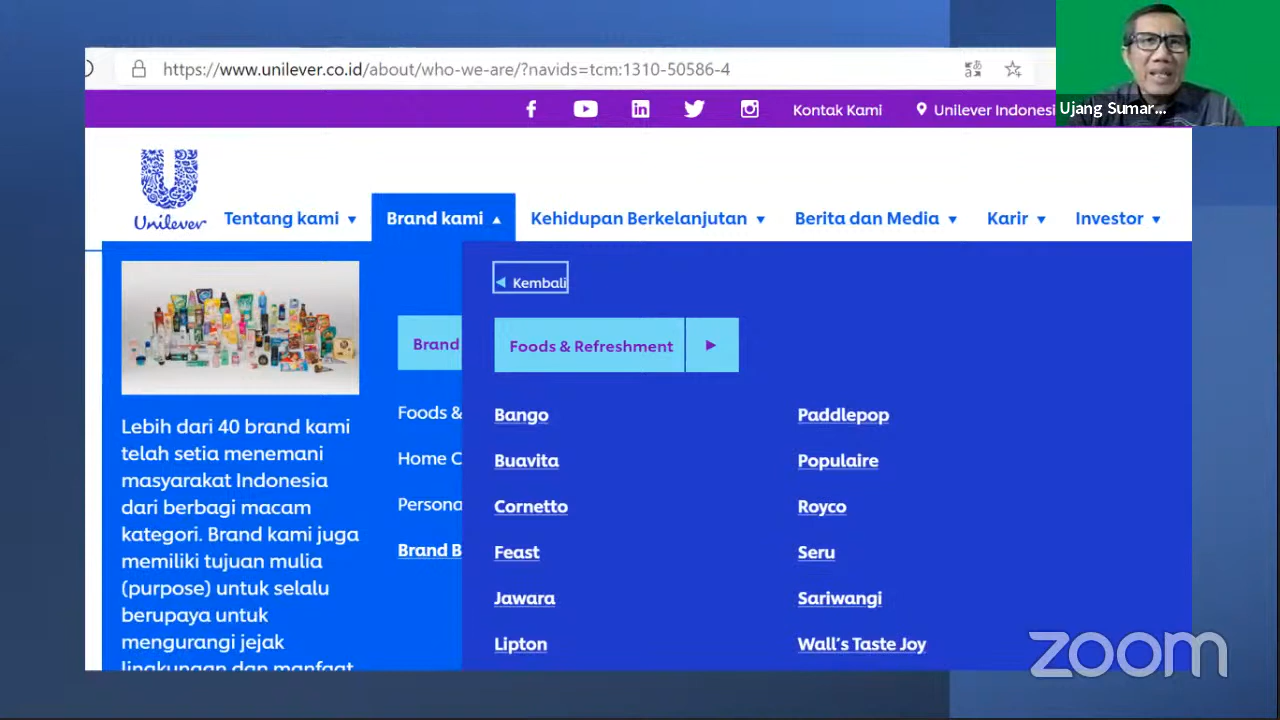 https://www.unilever.co.id/about/who-we-are/?navids=tcm:1310-50586-4
Kontak Kami
Unilever Indonesi
Ujang Sumar...
Unilever
Tentang kami
Brand kami
Kehidupan Berkelanjutan
Berita dan Media
Karir
Investor
Lebih dari 40 brand kami
telah setia menemani
masyarakat Indonesia
dari berbagai macam
kategori. Brand kami juga
memiliki tujuan mulia
(purpose) untuk selalu
berupaya untuk
mengurangi jejak
lingkungan dan manfaat
Brand
Foods &
Home C
Persona
Brand B
Kembali
Foods & Refreshment
Bango
Buavita
Cornetto
Feast
Jawara
Lipton
Paddlepop
Populaire
Royco
Seru
Sariwangi
Wall's Taste Joy
zoom